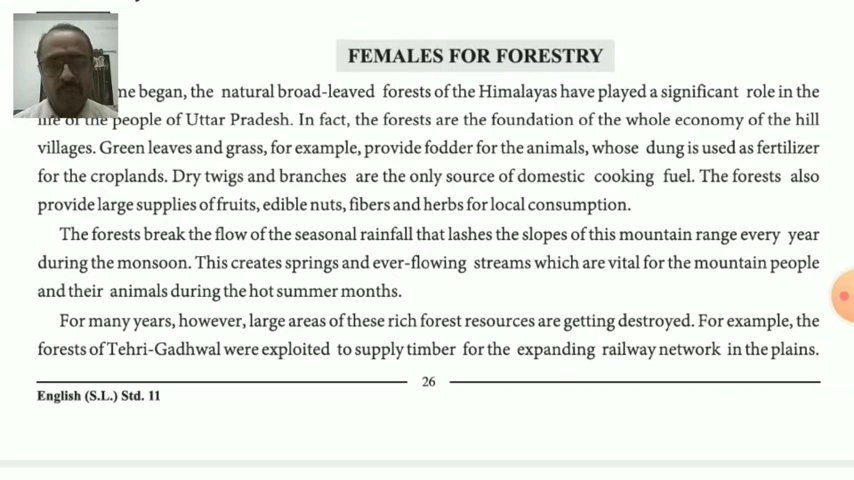 FEMALES FOR FORESTRY
me began, the natural broad-leaved forests of the Himalayas have played a significant role in the
life of the people of Uttar Pradesh. In fact, the forests are the foundation of the whole economy of the hill
villages. Green leaves and grass, for example, provide fodder for the animals, whose dung is used as fertilizer
for the croplands. Dry twigs and branches are the only source of domestic cooking fuel. The forests also
provide large supplies of fruits, edible nuts, fibers and herbs for local consumption.
The forests break the flow of the seasonal rainfall that lashes the slopes of this mountain range every year
during the monsoon. This creates springs and ever-flowing streams which are vital for the mountain people
and their animals during the hot summer months.
For many years, however, large areas of these rich forest resources are getting destroyed. For example, the
forests of Tehri-Gadhwal were exploited to supply timber for the expanding railway network in the plains.
26
English (S.L.) Std. 11